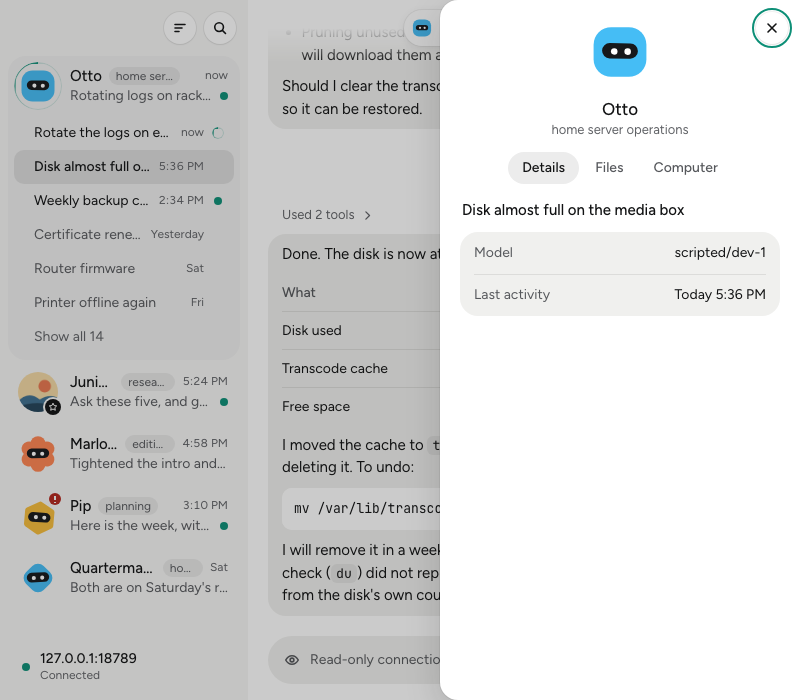 Otto
home ser...
now
Rotating logs on rack...
Rotate the logs on e...
now
Disk almost full o...
5:36 PM
Weekly backup c...
2:34 PM
Certificate rene...
Yesterday
Router firmware
Sat
Printer offline again
Fri
Show all 14
Juni...
resea...
5:24 PM
Ask these five, and g...
Marlo...
editi...
4:58 PM
Tightened the intro and...
Pip
planning
3:10 PM
Here is the week, wit...
Quarterma...
ho...
Sat
Both are on Saturday's r...
127.0.0.1:18789
Connected
Pruning unused
will download them a
Should I clear the transc
so it can be restored.
Used 2 tools
Done. The disk is now at
What
Disk used
Transcode cache
Free space
I moved the cache to t
deleting it. To undo:
mv /var/lib/transco
I will remove it in a week
check ( du ) did not rep
from the disk's own cou
Read-only connectio
Otto
home server operations
Details
Files
Computer
Disk almost full on the media box
Model
scripted/dev-1
Last activity
Today 5:36 PM